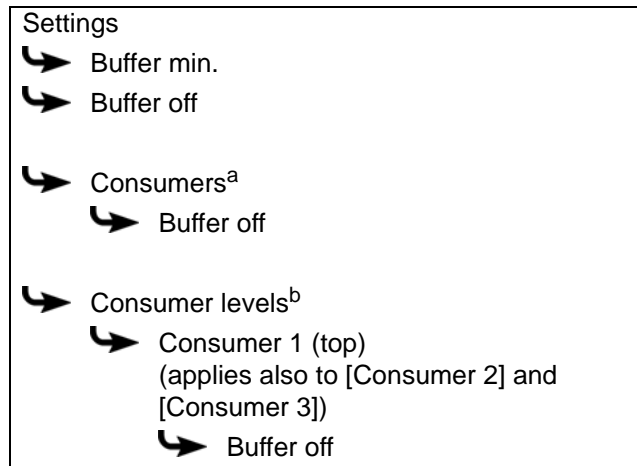 Settings
Buffer min.
Buffer off
Consumersa
Buffer off
Consumer levelsb
Consumer 1 (top)
(applies also to [Consumer 2] and
[Consumer 3])
Buffer off